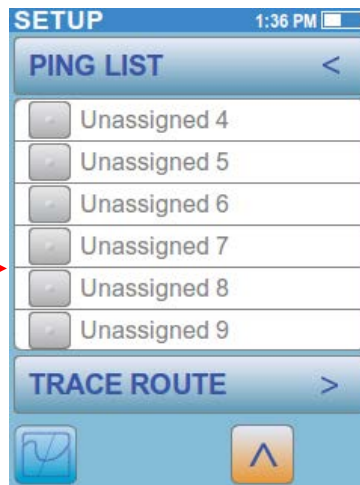 SETUP 1:36 PM
PING LIST <
Unassigned 4
Unassigned 5
Unassigned 6
Unassigned 7
Unassigned 8
Unassigned 9
TRACE ROUTE >